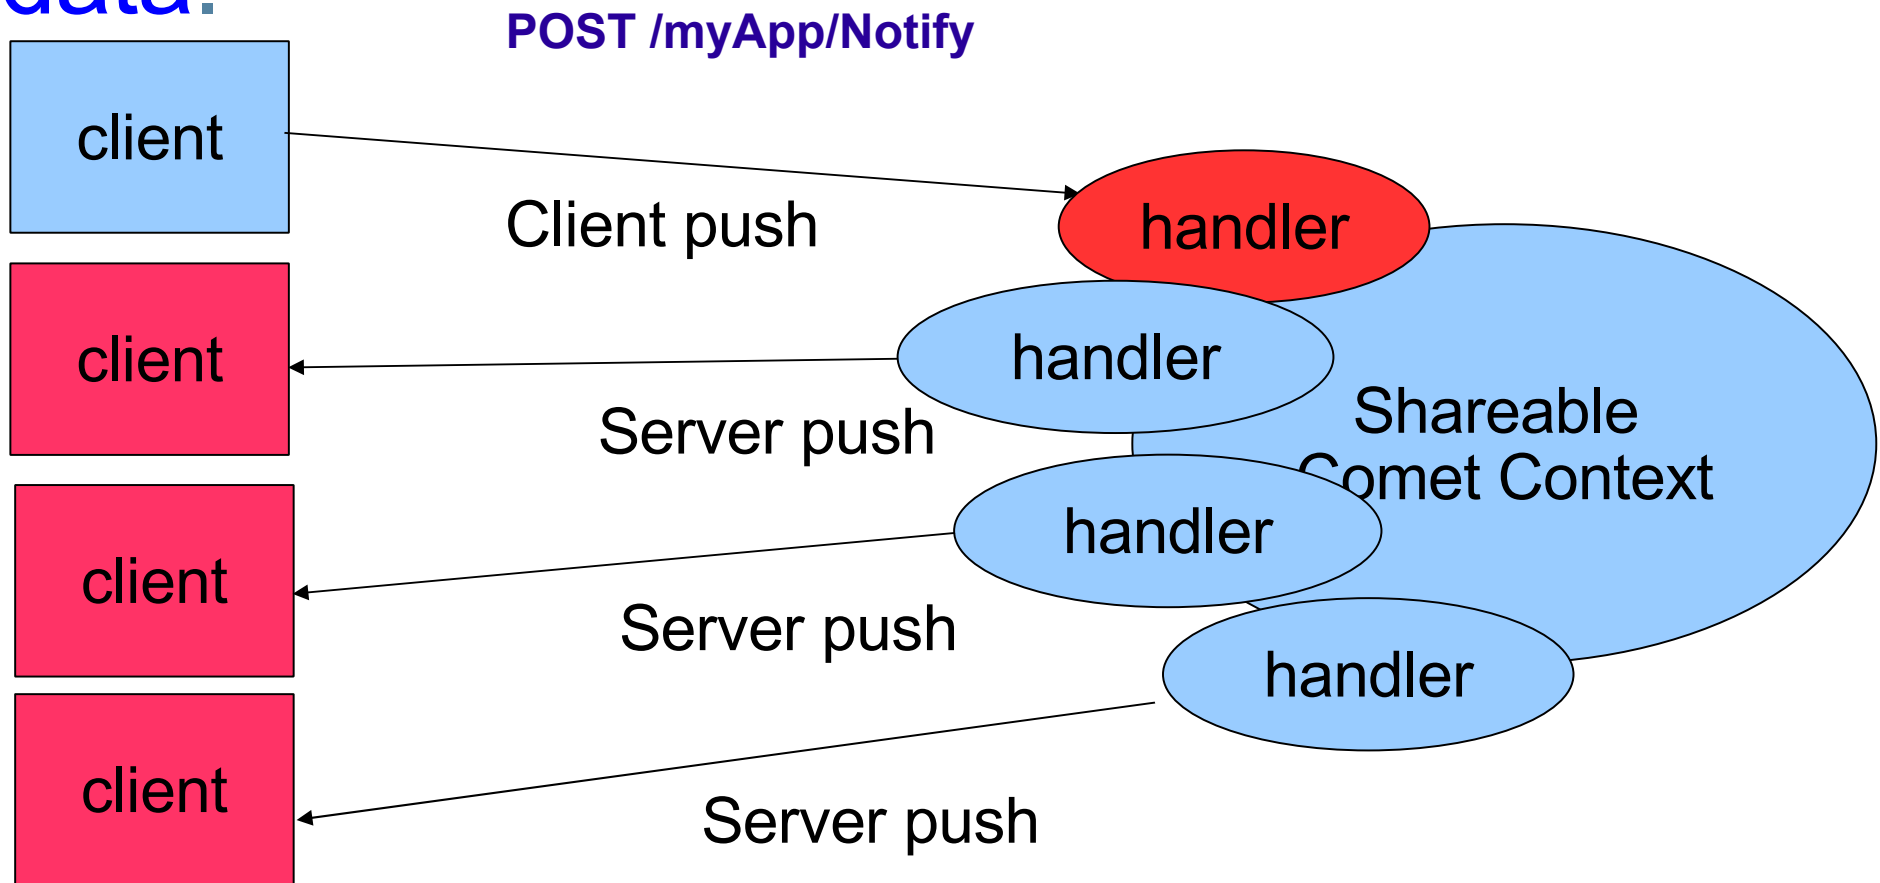 data.
POST /myApp/Notify
client
Client push
handler
client
handler
Server push
Shareable
Comet Context
client
handler
Server push
handler
client
Server push